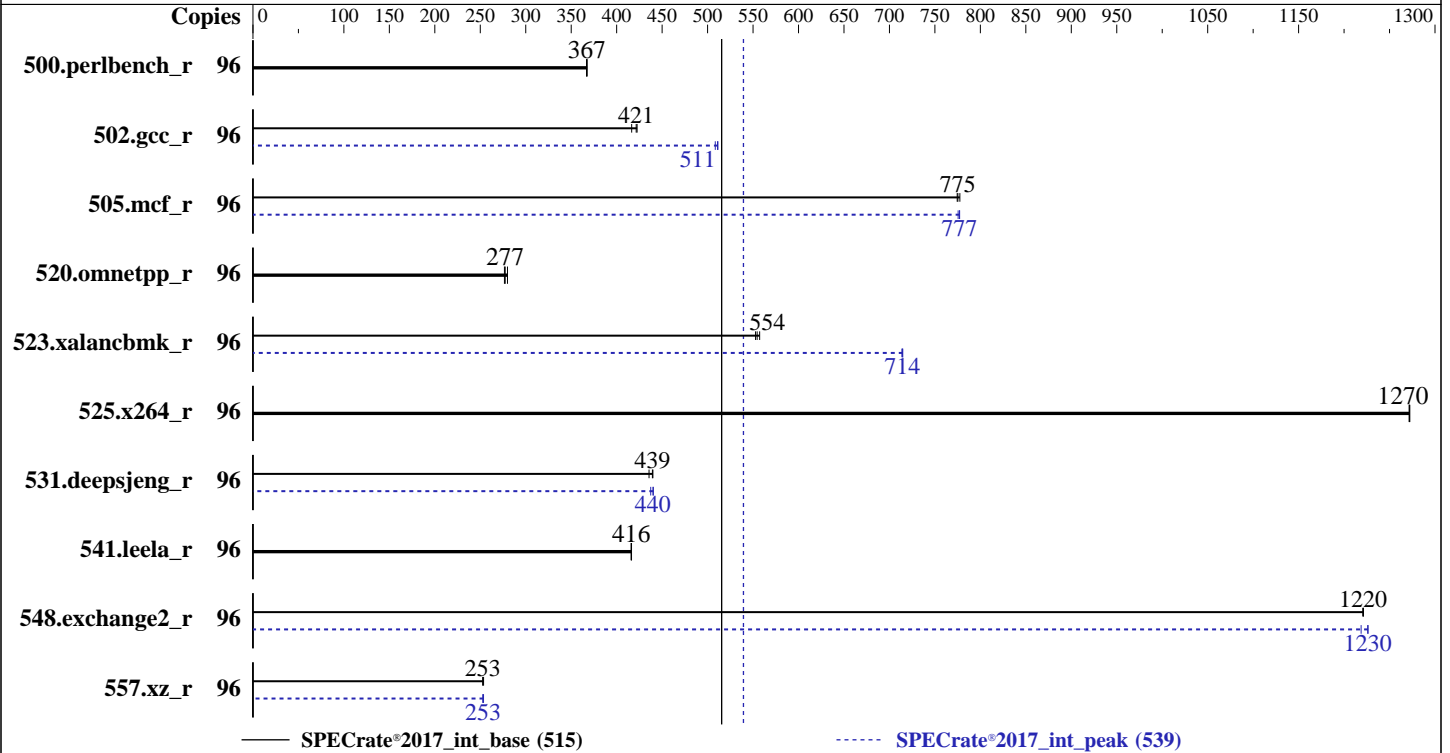 Copies 0 100 150 200 250 300 350 400 450 500 550 600 650 700 750 800 850 900 950 1050 1150 1300
500.perlbench_r 96 367
502.gcc_r 96 421
511
505.mcf_r 96 775
777
520.omnetpp_r 96 277
523.xalancbmk_r 96 554
714
525.x264_r 96 1270
531.deepsjeng_r 96 439
440
541.leela_r 96 416
548.exchange2_r 96 1220
1230
557.xz_r 96 253
253
SPECrate®2017_int_base (515) SPECrate®2017_int_peak (539)